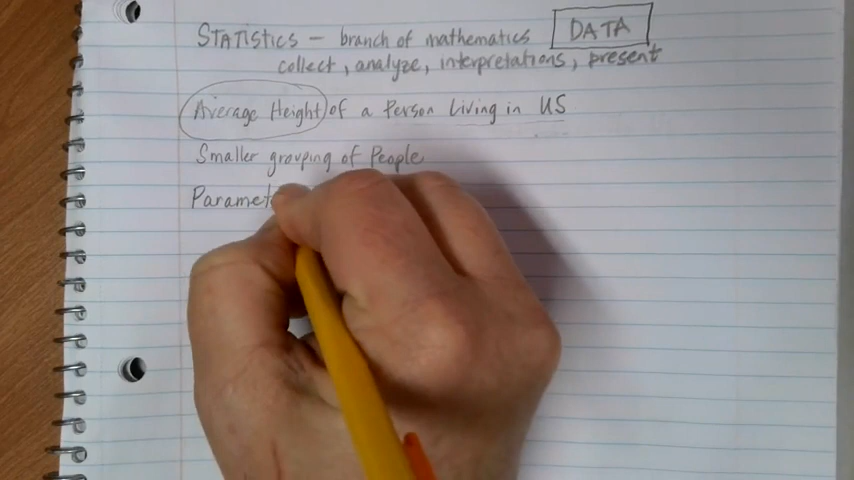 STATISTICS – branch of mathematics DATA
collect, analyze, interpretations, present
Average Height of a Person Living in US
Smaller grouping of People
Paramet